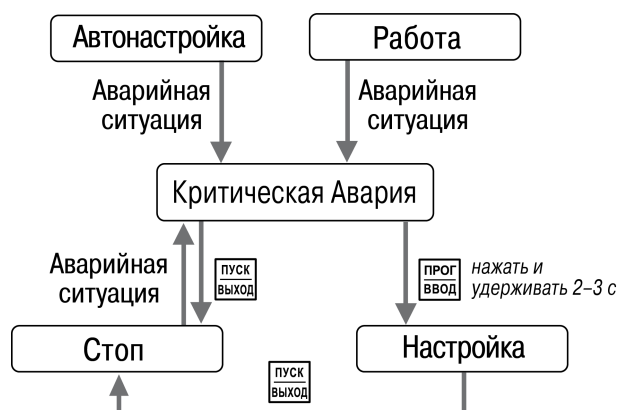 Автонастройка
Работа
Аварийная
ситуация
Аварийная
ситуация
Критическая Авария
Аварийная
ситуация
ПУСК
ВЫХОД
ПРОГ
ВВОД
нажать и
удерживать 2–3 с
Стоп
Настройка
ПУСК
ВЫХОД